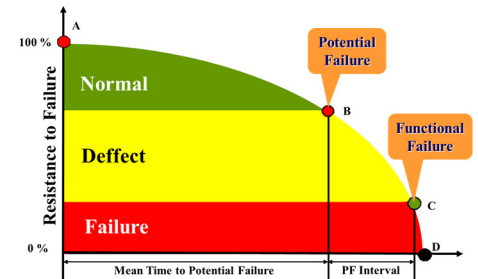 A
100 %
Potential
Failure
Normal
B
Functional
Failure
Deffect
C
Failure
D
0 %
Resistance to Failure
Mean Time to Potential Failure
PF Interval